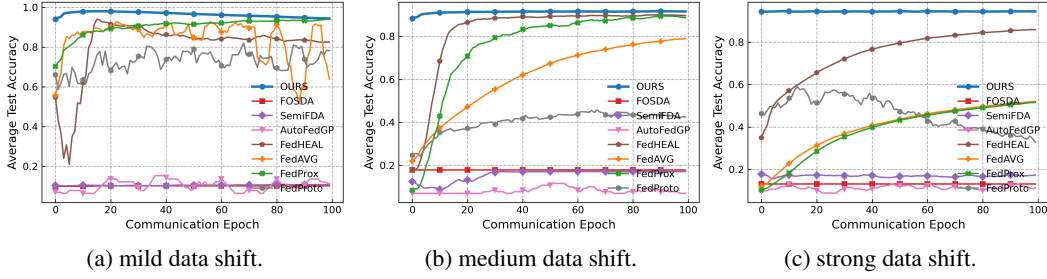 Average Test Accuracy
1.0
0.8
0.6
0.4
0.2
0
20
40
60
80
100
Communication Epoch
OURS
FOSDA
SemiFDA
AutoFedGP
FedHEAL
FedAVG
FedProx
FedProto
(a) mild data shift.
Average Test Accuracy
0.8
0.6
0.4
0.2
0
20
40
60
80
100
Communication Epoch
OURS
FOSDA
SemiFDA
AutoFedGP
FedHEAL
FedAVG
FedProx
FedProto
(b) medium data shift.
Average Test Accuracy
0.8
0.6
0.4
0.2
0
20
40
60
80
100
Communication Epoch
OURS
FOSDA
SemiFDA
AutoFedGP
FedHEAL
FedAVG
FedProx
FedProto
(c) strong data shift.